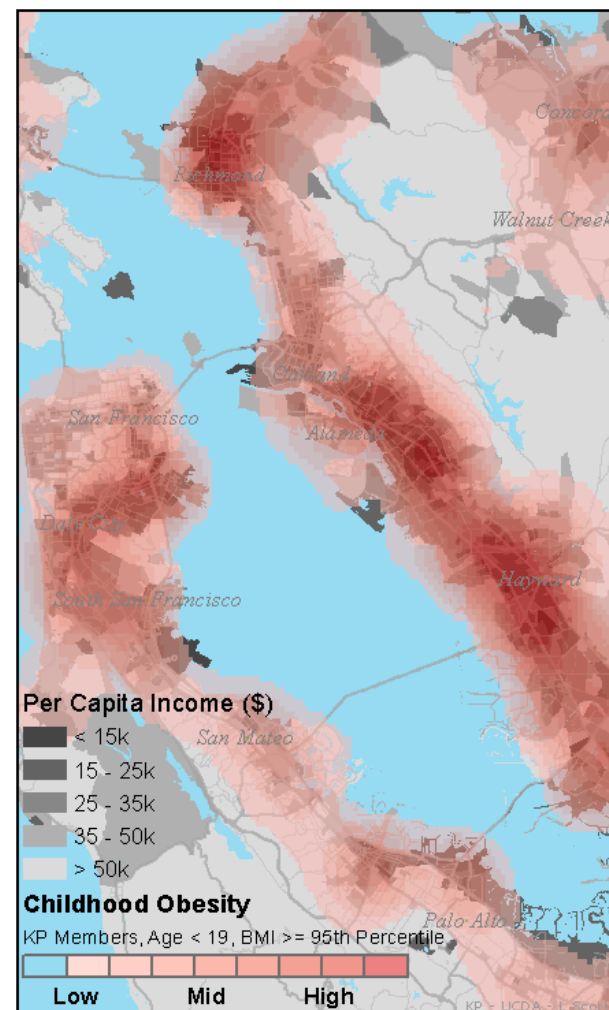 Concord
Richmond
Walnut Creek
Oakland
San Francisco
Alameda
Daly City
Hayward
South San Francisco
Per Capita Income ($)
< 15k
San Mateo
15 - 25k
25 - 35k
35 - 50k
> 50k
Childhood Obesity
Palo Alto
KP Members, Age < 19, BMI >= 95th Percentile
Low Mid High
KP - UCDA -